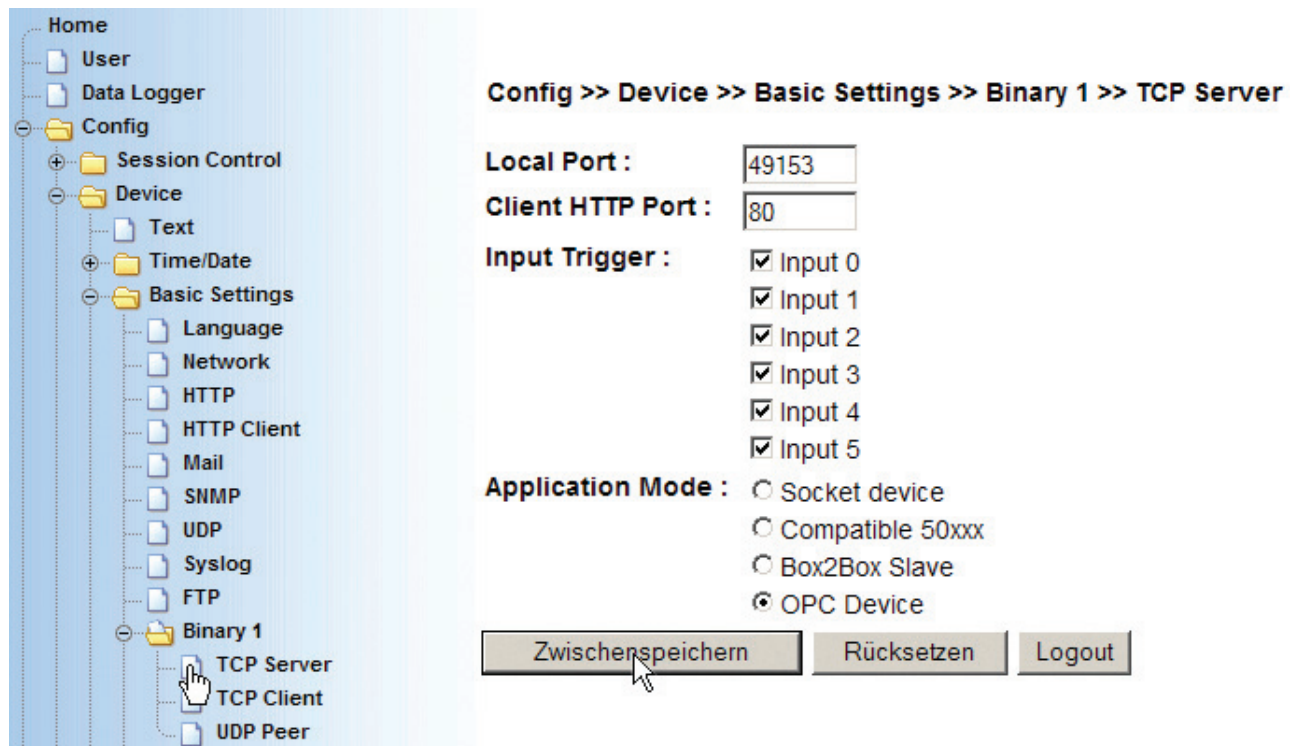 Home
User
Data Logger
Config
Session Control
Device
Text
Time/Date
Basic Settings
Language
Network
HTTP
HTTP Client
Mail
SNMP
UDP
Syslog
FTP
Binary 1
TCP Server
TCP Client
UDP Peer
Config >> Device >> Basic Settings >> Binary 1 >> TCP Server
Local Port : 49153
Client HTTP Port : 80
Input Trigger : Input 0
Input 1
Input 2
Input 3
Input 4
Input 5
Application Mode : Socket device
Compatible 50xxx
Box2Box Slave
OPC Device
Zwischenspeichern Rücksetzen Logout